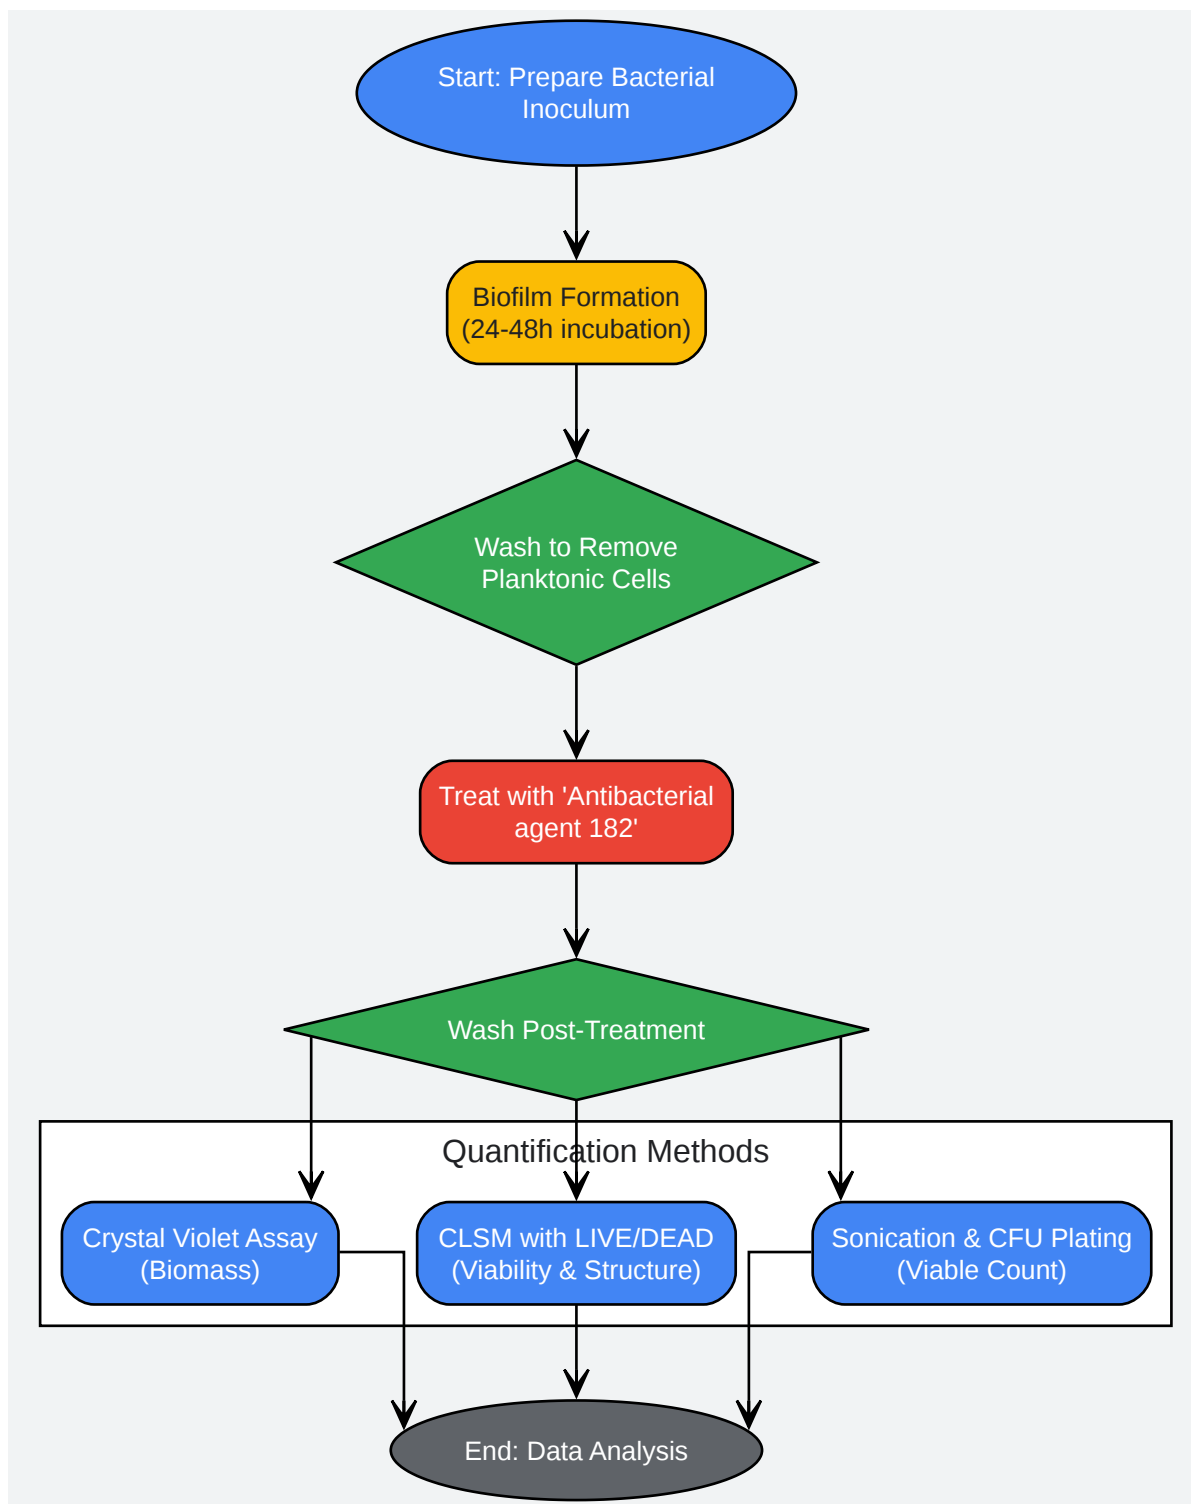 Start: Prepare Bacterial
Inoculum
Biofilm Formation
(24-48h incubation)
Wash to Remove
Planktonic Cells
Treat with 'Antibacterial
agent 182'
Wash Post-Treatment
Quantification Methods
Crystal Violet Assay
(Biomass)
CLSM with LIVE/DEAD
(Viability & Structure)
Sonication & CFU Plating
(Viable Count)
End: Data Analysis